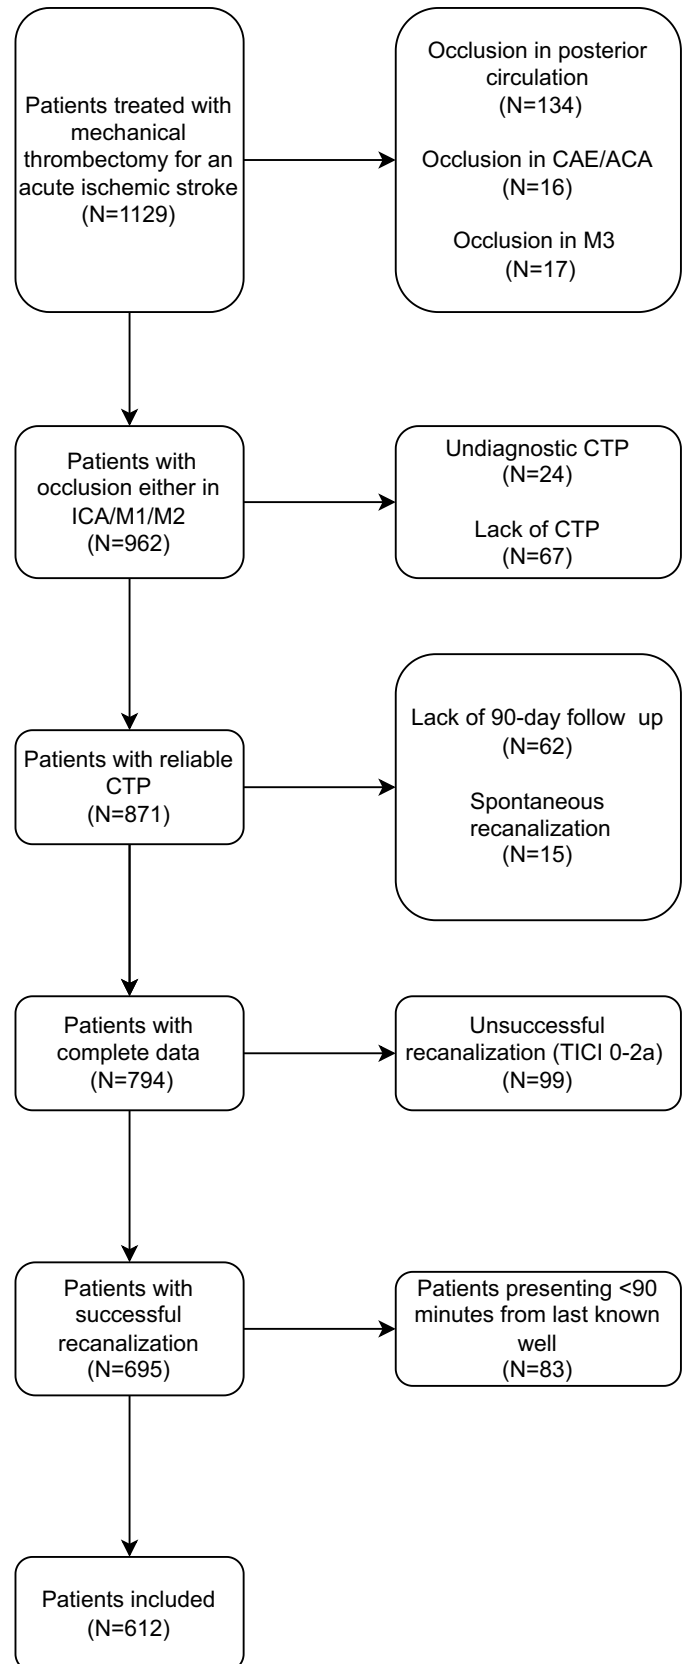 Patients treated with
mechanical
thrombectomy for an
acute ischemic stroke
(N=1129)
Occlusion in posterior
circulation
(N=134)
Occlusion in CAE/ACA
(N=16)
Occlusion in M3
(N=17)
Patients with
occlusion either in
ICA/M1/M2
(N=962)
Undiagnostic CTP
(N=24)
Lack of CTP
(N=67)
Patients with reliable
CTP
(N=871)
Lack of 90-day follow up
(N=62)
Spontaneous
recanalization
(N=15)
Patients with
complete data
(N=794)
Unsuccessful
recanalization (TICI 0-2a)
(N=99)
Patients with
successful
recanalization
(N=695)
Patients presenting <90
minutes from last known
well
(N=83)
Patients included
(N=612)